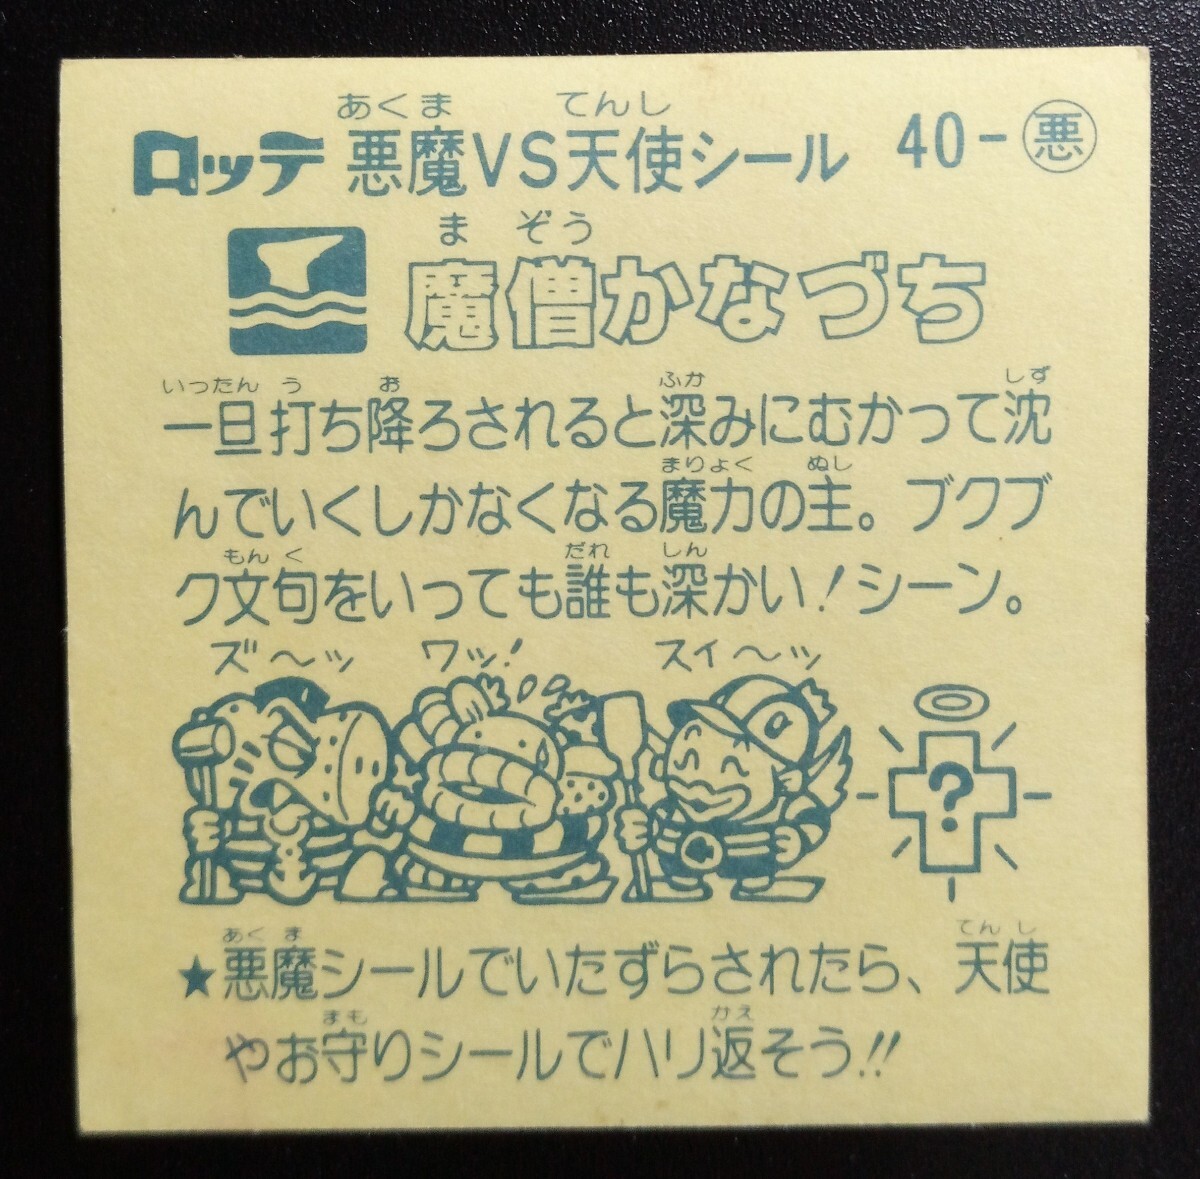 ロッテ 悪魔VS天使シール 40-悪
あくま てんし
まぞう
魔僧かなづち
いったん う お ふか しず
一旦打ち降ろされると深みにむかって沈
まりょく ぬし
んでいくしかなくなる魔力の主。ブクブ
もんく だれ しん
ク文句をいっても誰も深かい!シーン。
ズ〜ッ ワッ! スイ〜ッ
?
あくま てんし
★悪魔シールでいたずらされたら、天使
まも かえ
やお守りシールでハリ返そう!!